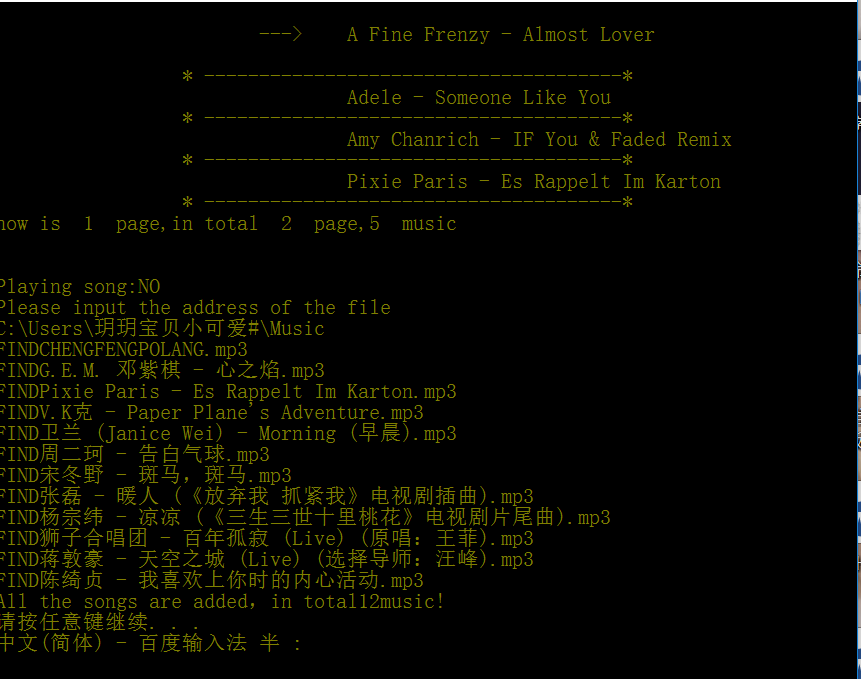 ---> A Fine Frenzy - Almost Lover
* --------------------------------------*
Adele - Someone Like You
* --------------------------------------*
Amy Chanrich - IF You & Faded Remix
* --------------------------------------*
Pixie Paris - Es Rappelt Im Karton
* --------------------------------------*
now is 1 page,in total 2 page,5 music
Playing song:NO
Please input the address of the file
C:\Users\玥玥宝贝小可爱#\Music
FINDCHENGFENGPOLANG.mp3
FINDG.E.M. 邓紫棋 - 心之焰.mp3
FINDPixie Paris - Es Rappelt Im Karton.mp3
FINDV.K克 - Paper Plane's Adventure.mp3
FIND卫兰 (Janice Wei) - Morning (早晨).mp3
FIND周二珂 - 告白气球.mp3
FIND宋冬野 - 斑马，斑马.mp3
FIND张磊 - 暖人 (《放弃我 抓紧我》电视剧插曲).mp3
FIND杨宗纬 - 凉凉 (《三生三世十里桃花》电视剧片尾曲).mp3
FIND狮子合唱团 - 百年孤寂 (Live) (原唱：王菲).mp3
FIND蒋敦豪 - 天空之城 (Live) (选择导师：汪峰).mp3
FIND陈绮贞 - 我喜欢上你时的内心活动.mp3
All the songs are added, in total12music!
请按任意键继续. . .
中文(简体) - 百度输入法 半 :